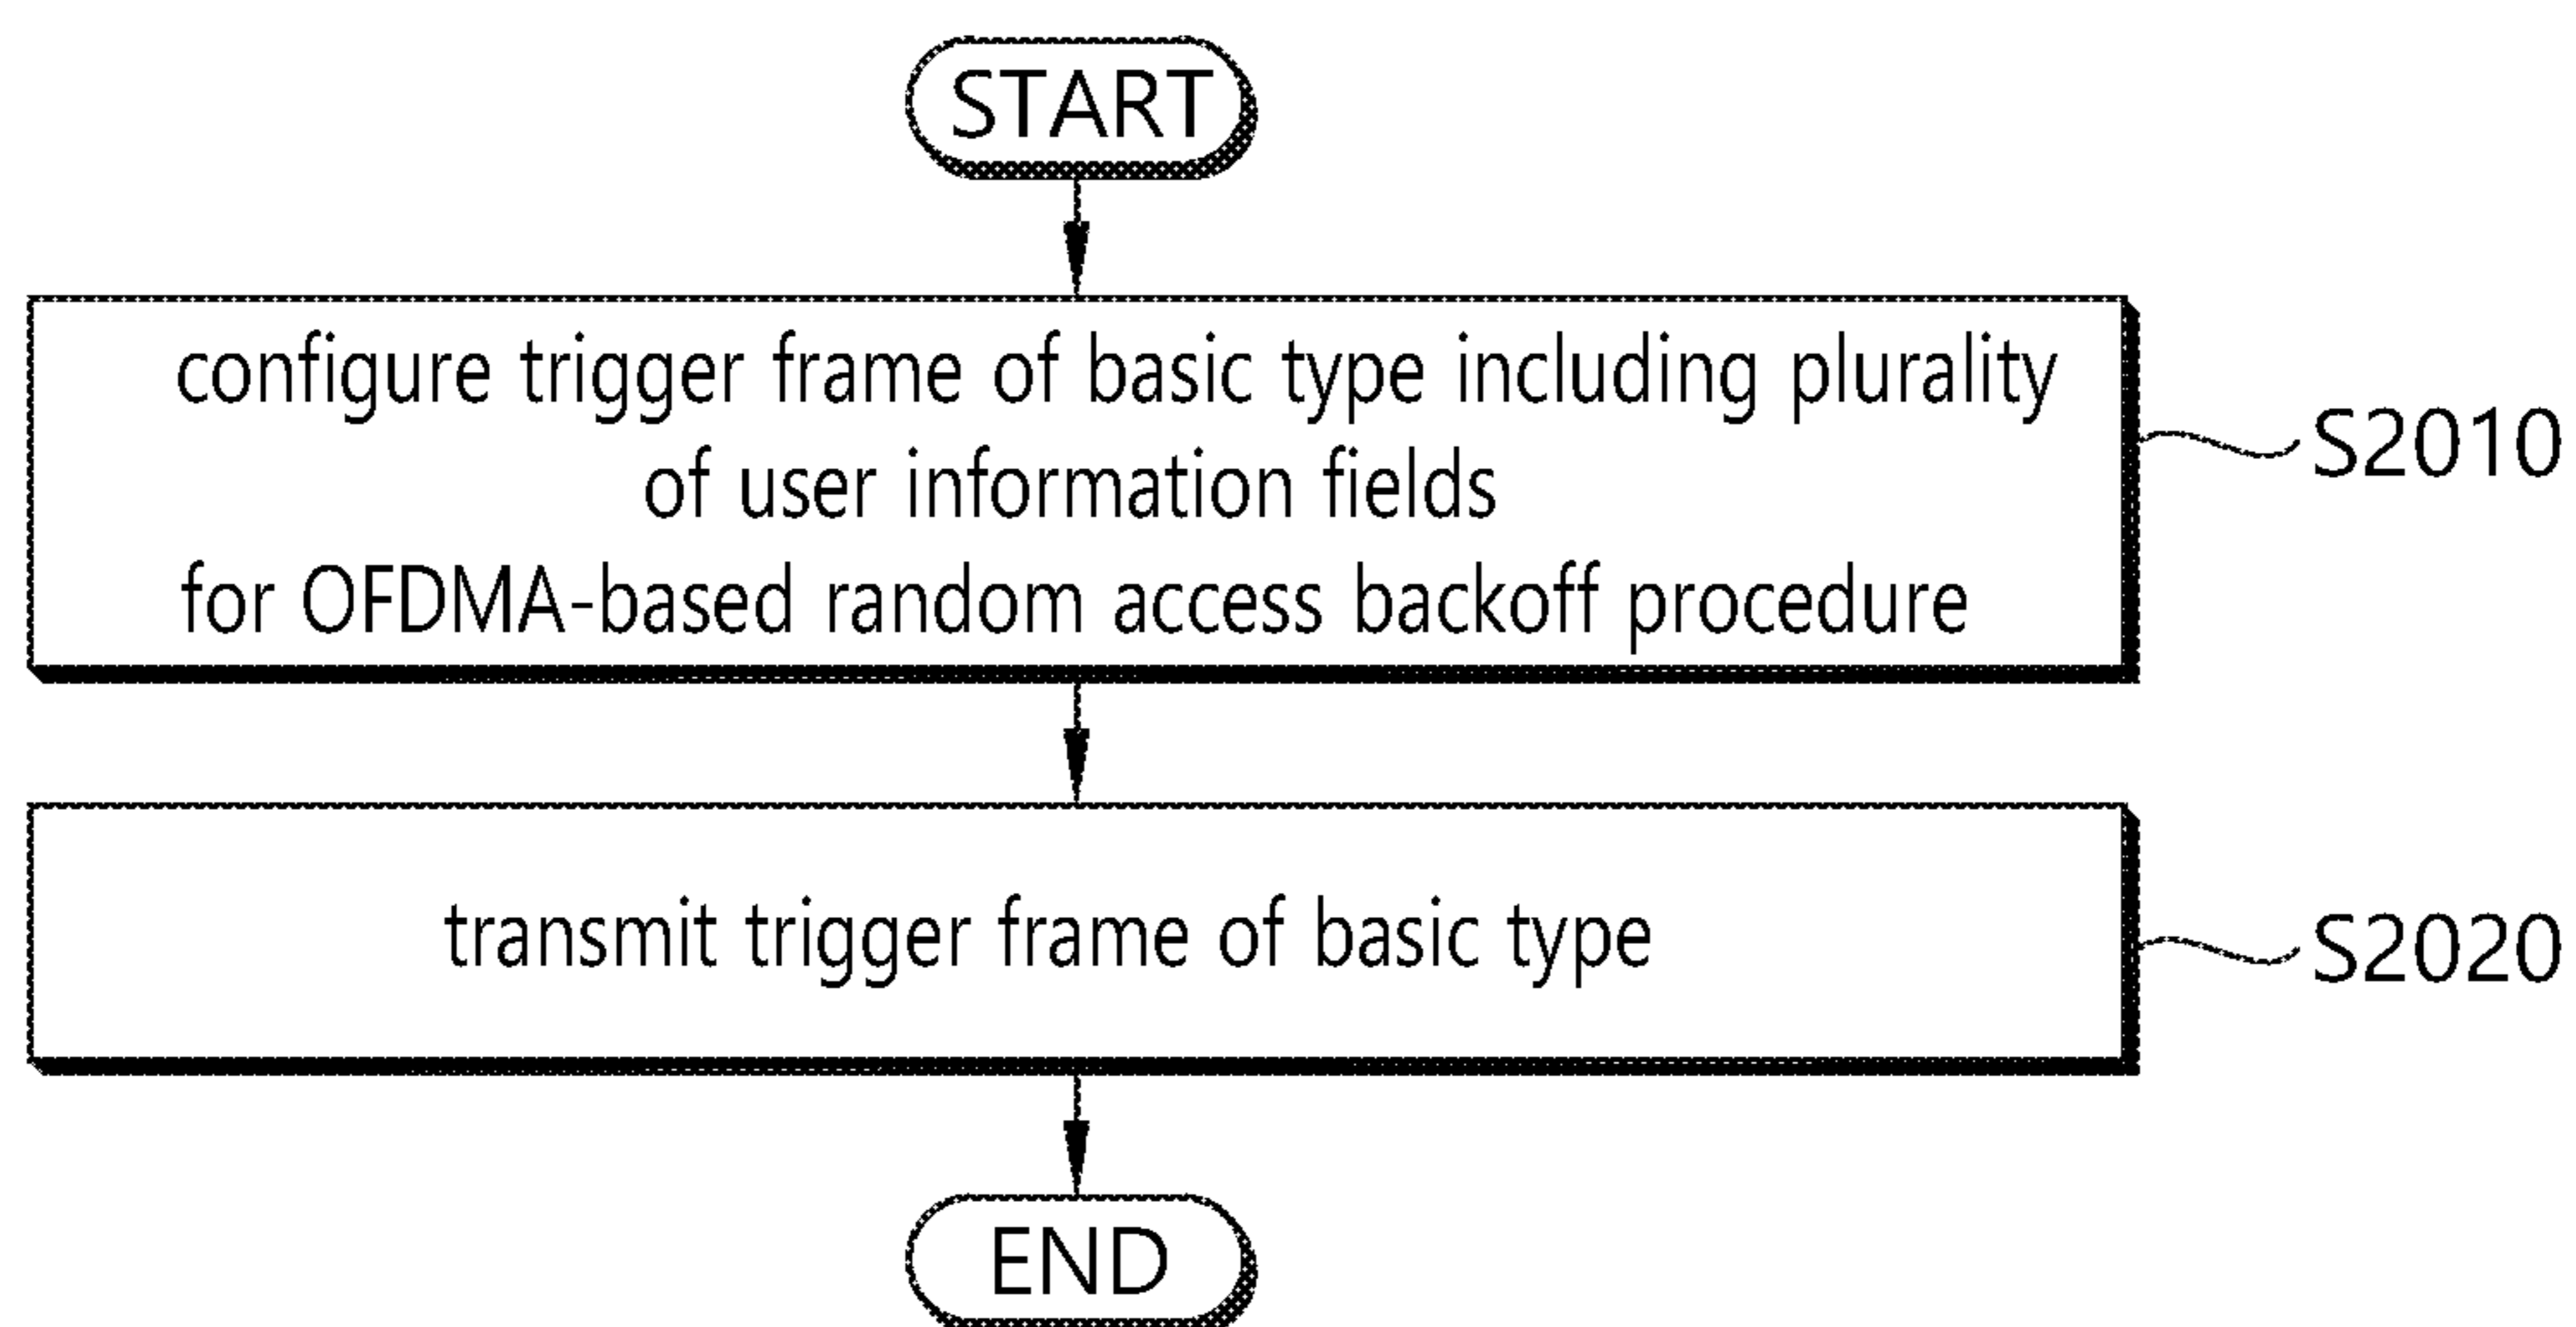 START
configure trigger frame of basic type including plurality
of user information fields
for OFDMA-based random access backoff procedure
S2010
transmit trigger frame of basic type
S2020
END